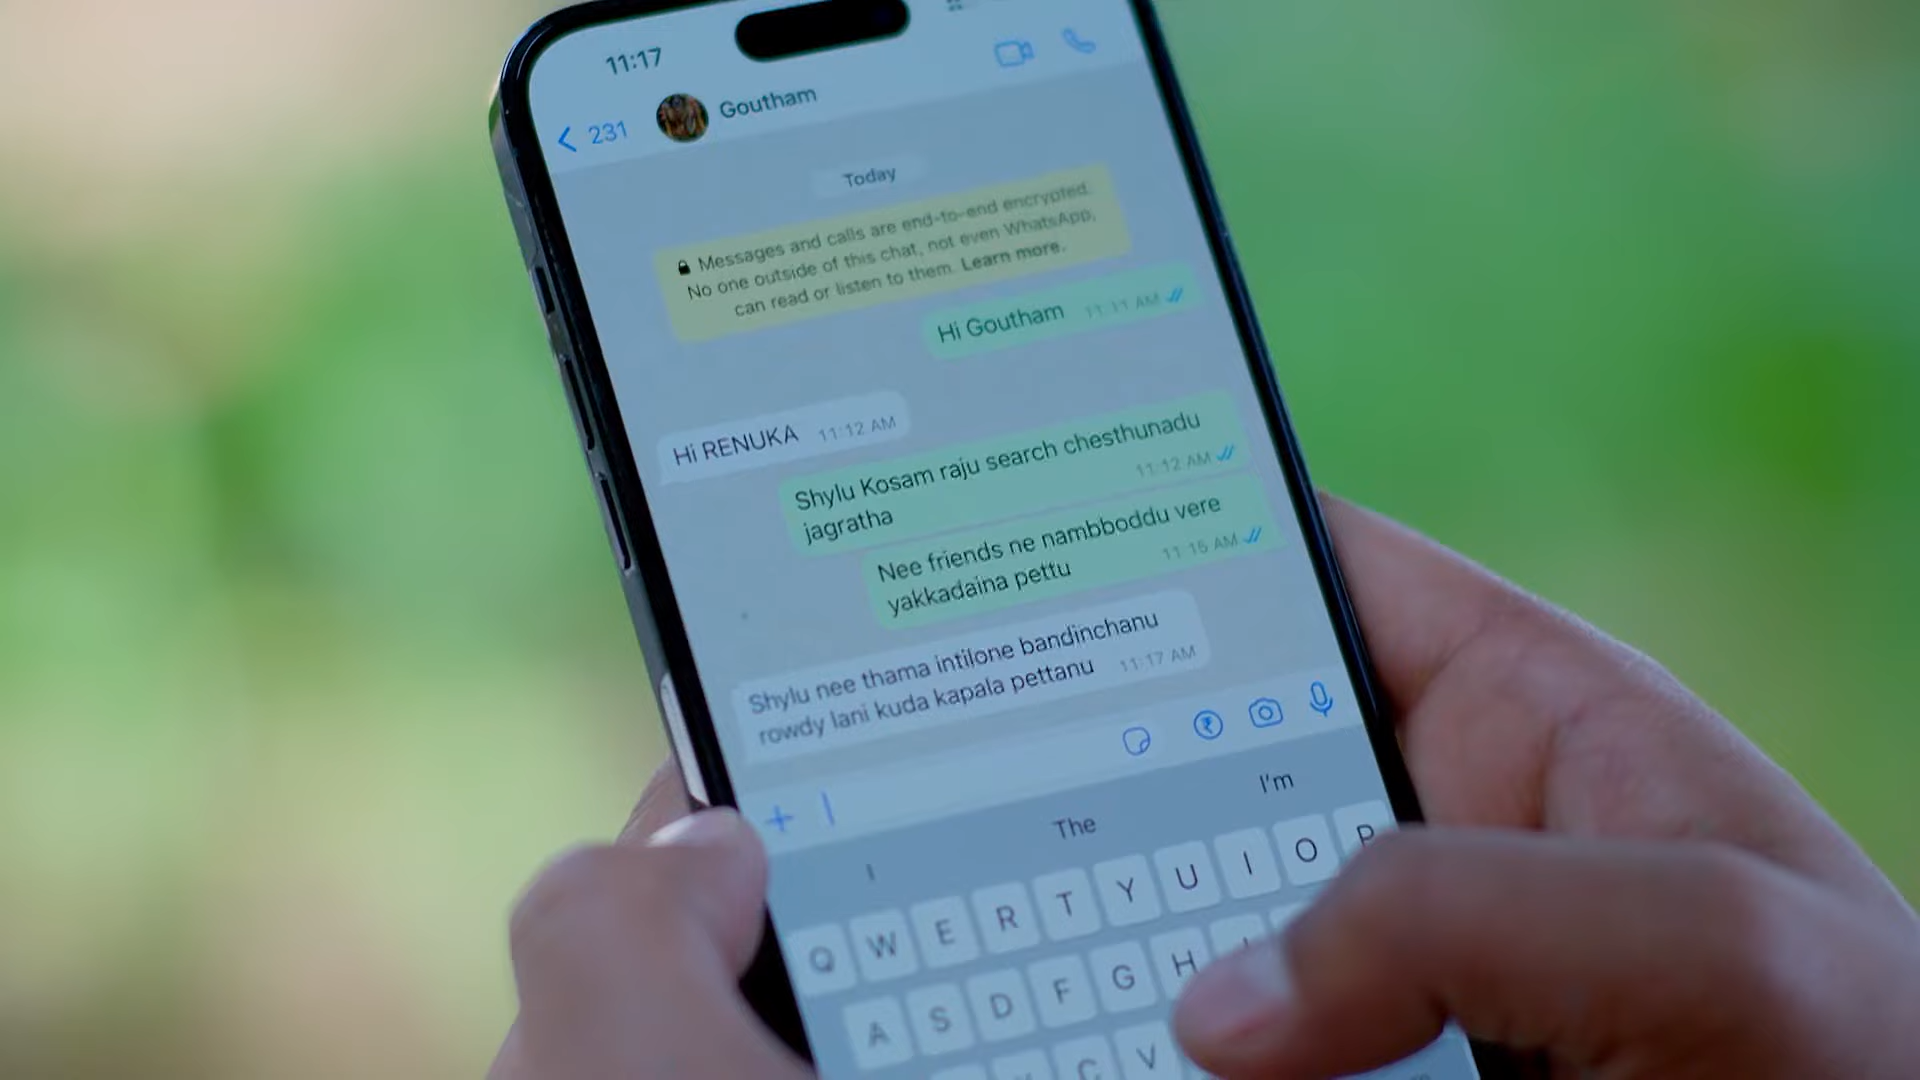 11:17
231
Goutham
Today
Messages and calls are end-to-end encrypted.
No one outside of this chat, not even WhatsApp,
can read or listen to them. Learn more.
Hi Goutham 11:11 AM
Hi RENUKA 11:12 AM
Shylu Kosam raju search chesthunadu
jagratha 11:12 AM
Nee friends ne nambboddu vere
yakkadaina pettu 11:15 AM
Shylu nee thama intilone bandinchanu
rowdy lani kuda kapala pettanu 11:17 AM
I The I'm
Q W E R T Y U I O P
A S D F G H
C V